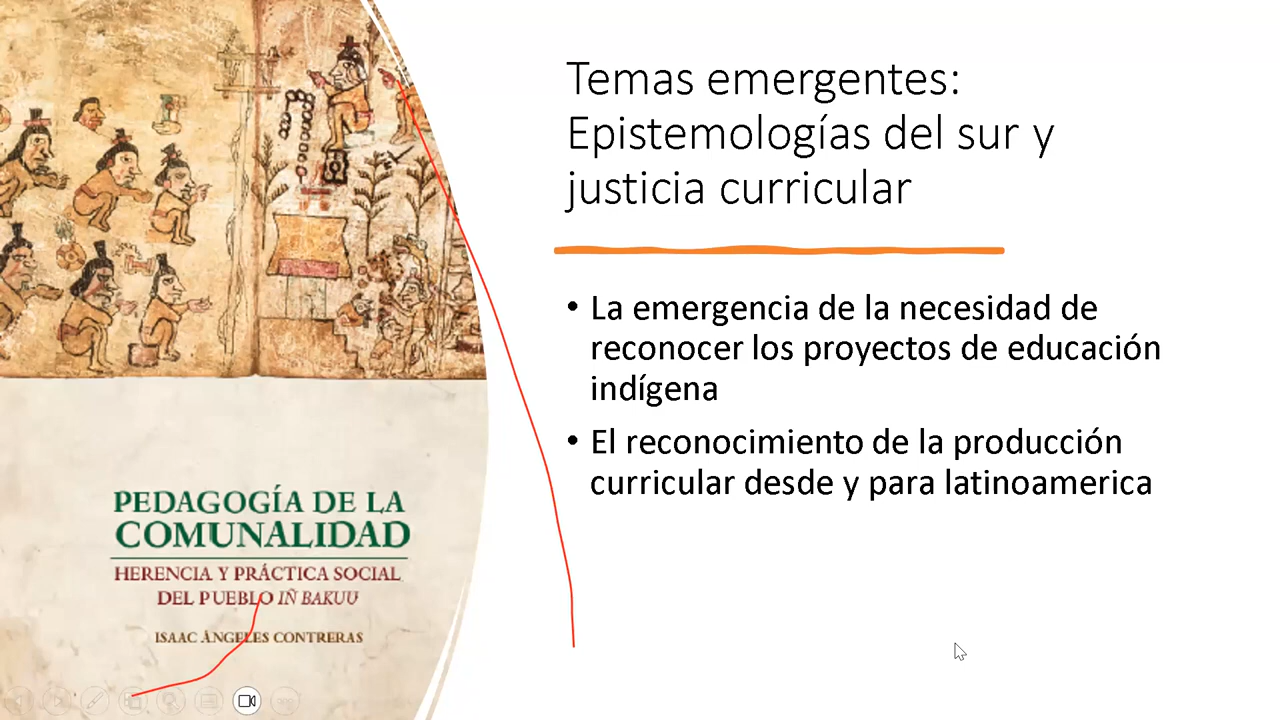 Temas emergentes:
Epistemologías del sur y
justicia curricular
• La emergencia de la necesidad de
reconocer los proyectos de educación
indígena
• El reconocimiento de la producción
curricular desde y para latinoamerica
PEDAGOGÍA DE LA
COMUNALIDAD
HERENCIA Y PRÁCTICA SOCIAL
DEL PUEBLO IÑ BAKUU
ISAAC ÁNGELES CONTRERAS